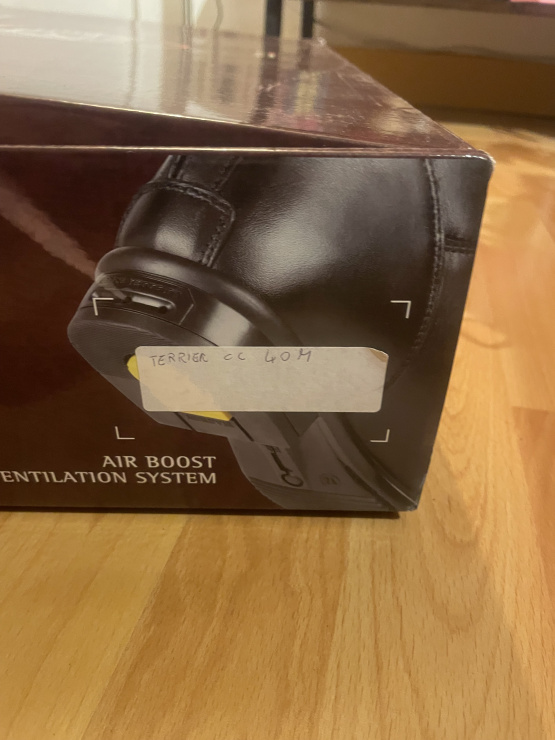 TERRIER CC 40M
AIR BOOST
ENTILATION SYSTEM